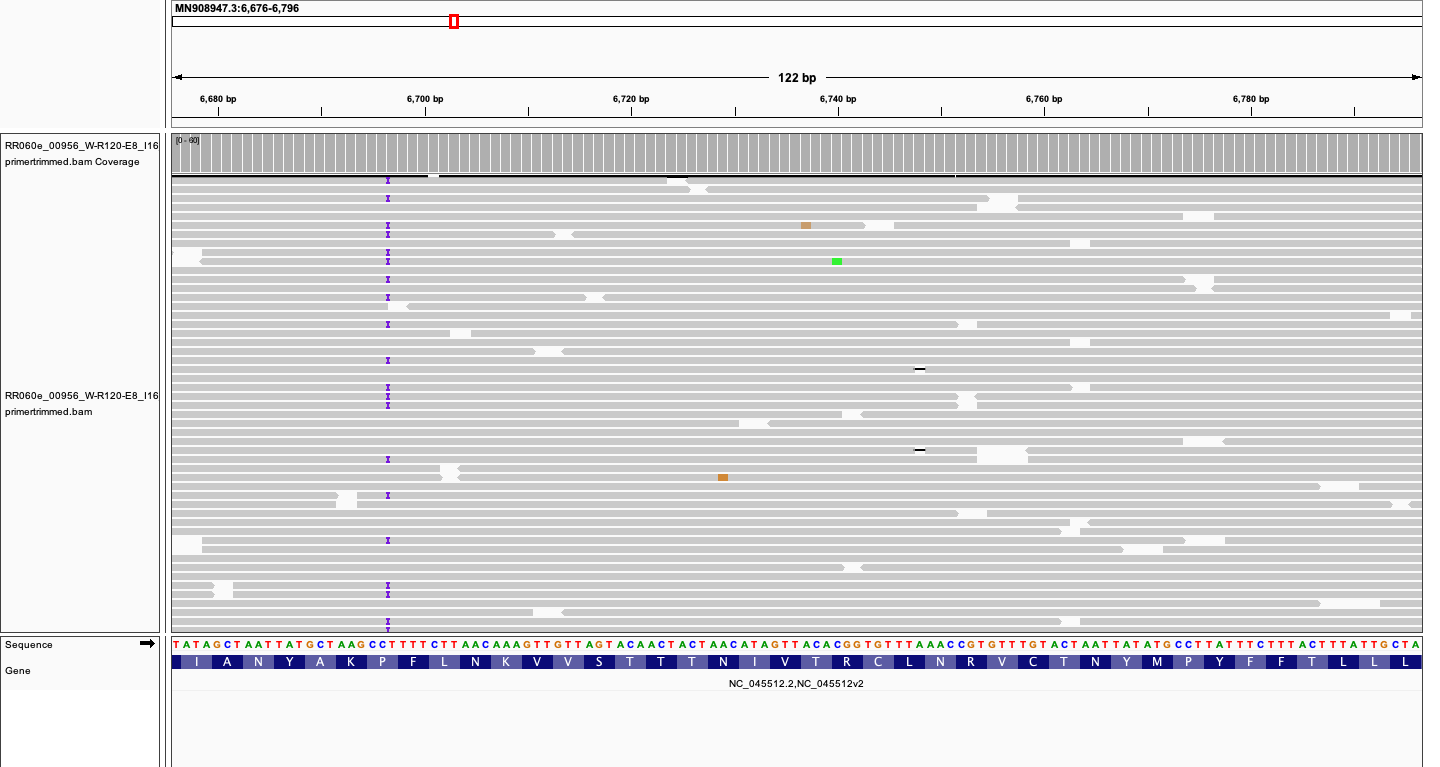 MN908947.3:6,676-6,796
122 bp
6,680 bp 6,700 bp 6,720 bp 6,740 bp 6,760 bp 6,780 bp
RR060e_00956_W-R120-E8_I16
primertrimmed.bam Coverage
[0 - 60]
RR060e_00956_W-R120-E8_I16
primertrimmed.bam
Sequence
T A T A G C T A A T T A T G C T A A G C C T T T T C T T A A C A A A G T T G T T A G T A C A A C T A C T A A C A T A G T T A C A C G G T G T T T A A A C C G T G T T T G T A C T A A T T A T A T G C C T T A T T T C T T T A C T T T A T T G C T A
Gene
I A N Y A K P F L N K V V S T T T N I V T R C L N R V C T N Y M P Y F F T L L L
NC_045512.2,NC_045512v2